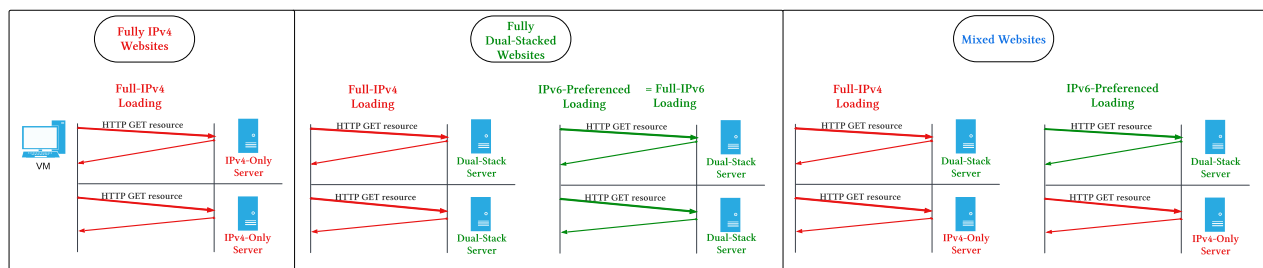 Fully IPv4
Websites
Full-IPv4
Loading
HTTP GET resource
VM
IPv4-Only
Server
HTTP GET resource
IPv4-Only
Server
Fully
Dual-Stacked
Websites
Full-IPv4
Loading
HTTP GET resource
Dual-Stack
Server
HTTP GET resource
Dual-Stack
Server
IPv6-Preferenced = Full-IPv6
Loading Loading
HTTP GET resource
Dual-Stack
Server
HTTP GET resource
Dual-Stack
Server
Mixed Websites
Full-IPv4
Loading
HTTP GET resource
Dual-Stack
Server
HTTP GET resource
IPv4-Only
Server
IPv6-Preferenced
Loading
HTTP GET resource
Dual-Stack
Server
HTTP GET resource
IPv4-Only
Server